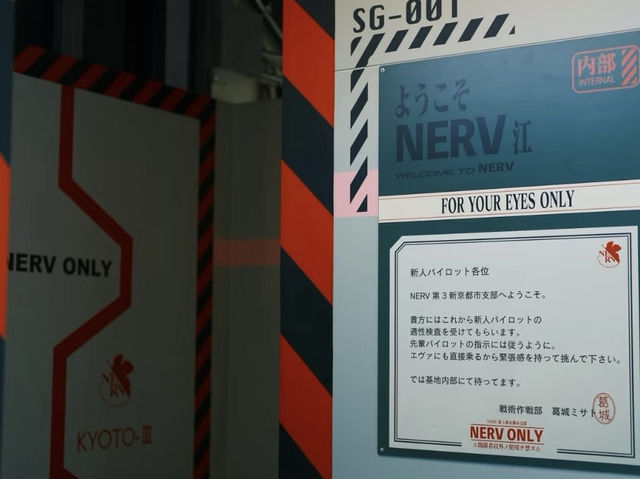 SG-001
内部
INTERNAL
ようこそ
NERV江
WELCOME TO NERV
FOR YOUR EYES ONLY
新人パイロット各位
NERV 第3新京都市支部へようこそ。
貴方にはこれから新人パイロットの
適性検査を受けてもらいます。
先輩パイロットの指示には従うように。
エヴァにも直接乗るから緊張感を持って挑んで下さい。
では基地内部にて待ってます。
戦術作戦部 葛城ミサト
葛城
NERV ONLY
NERV ONLY
KYOTO-III